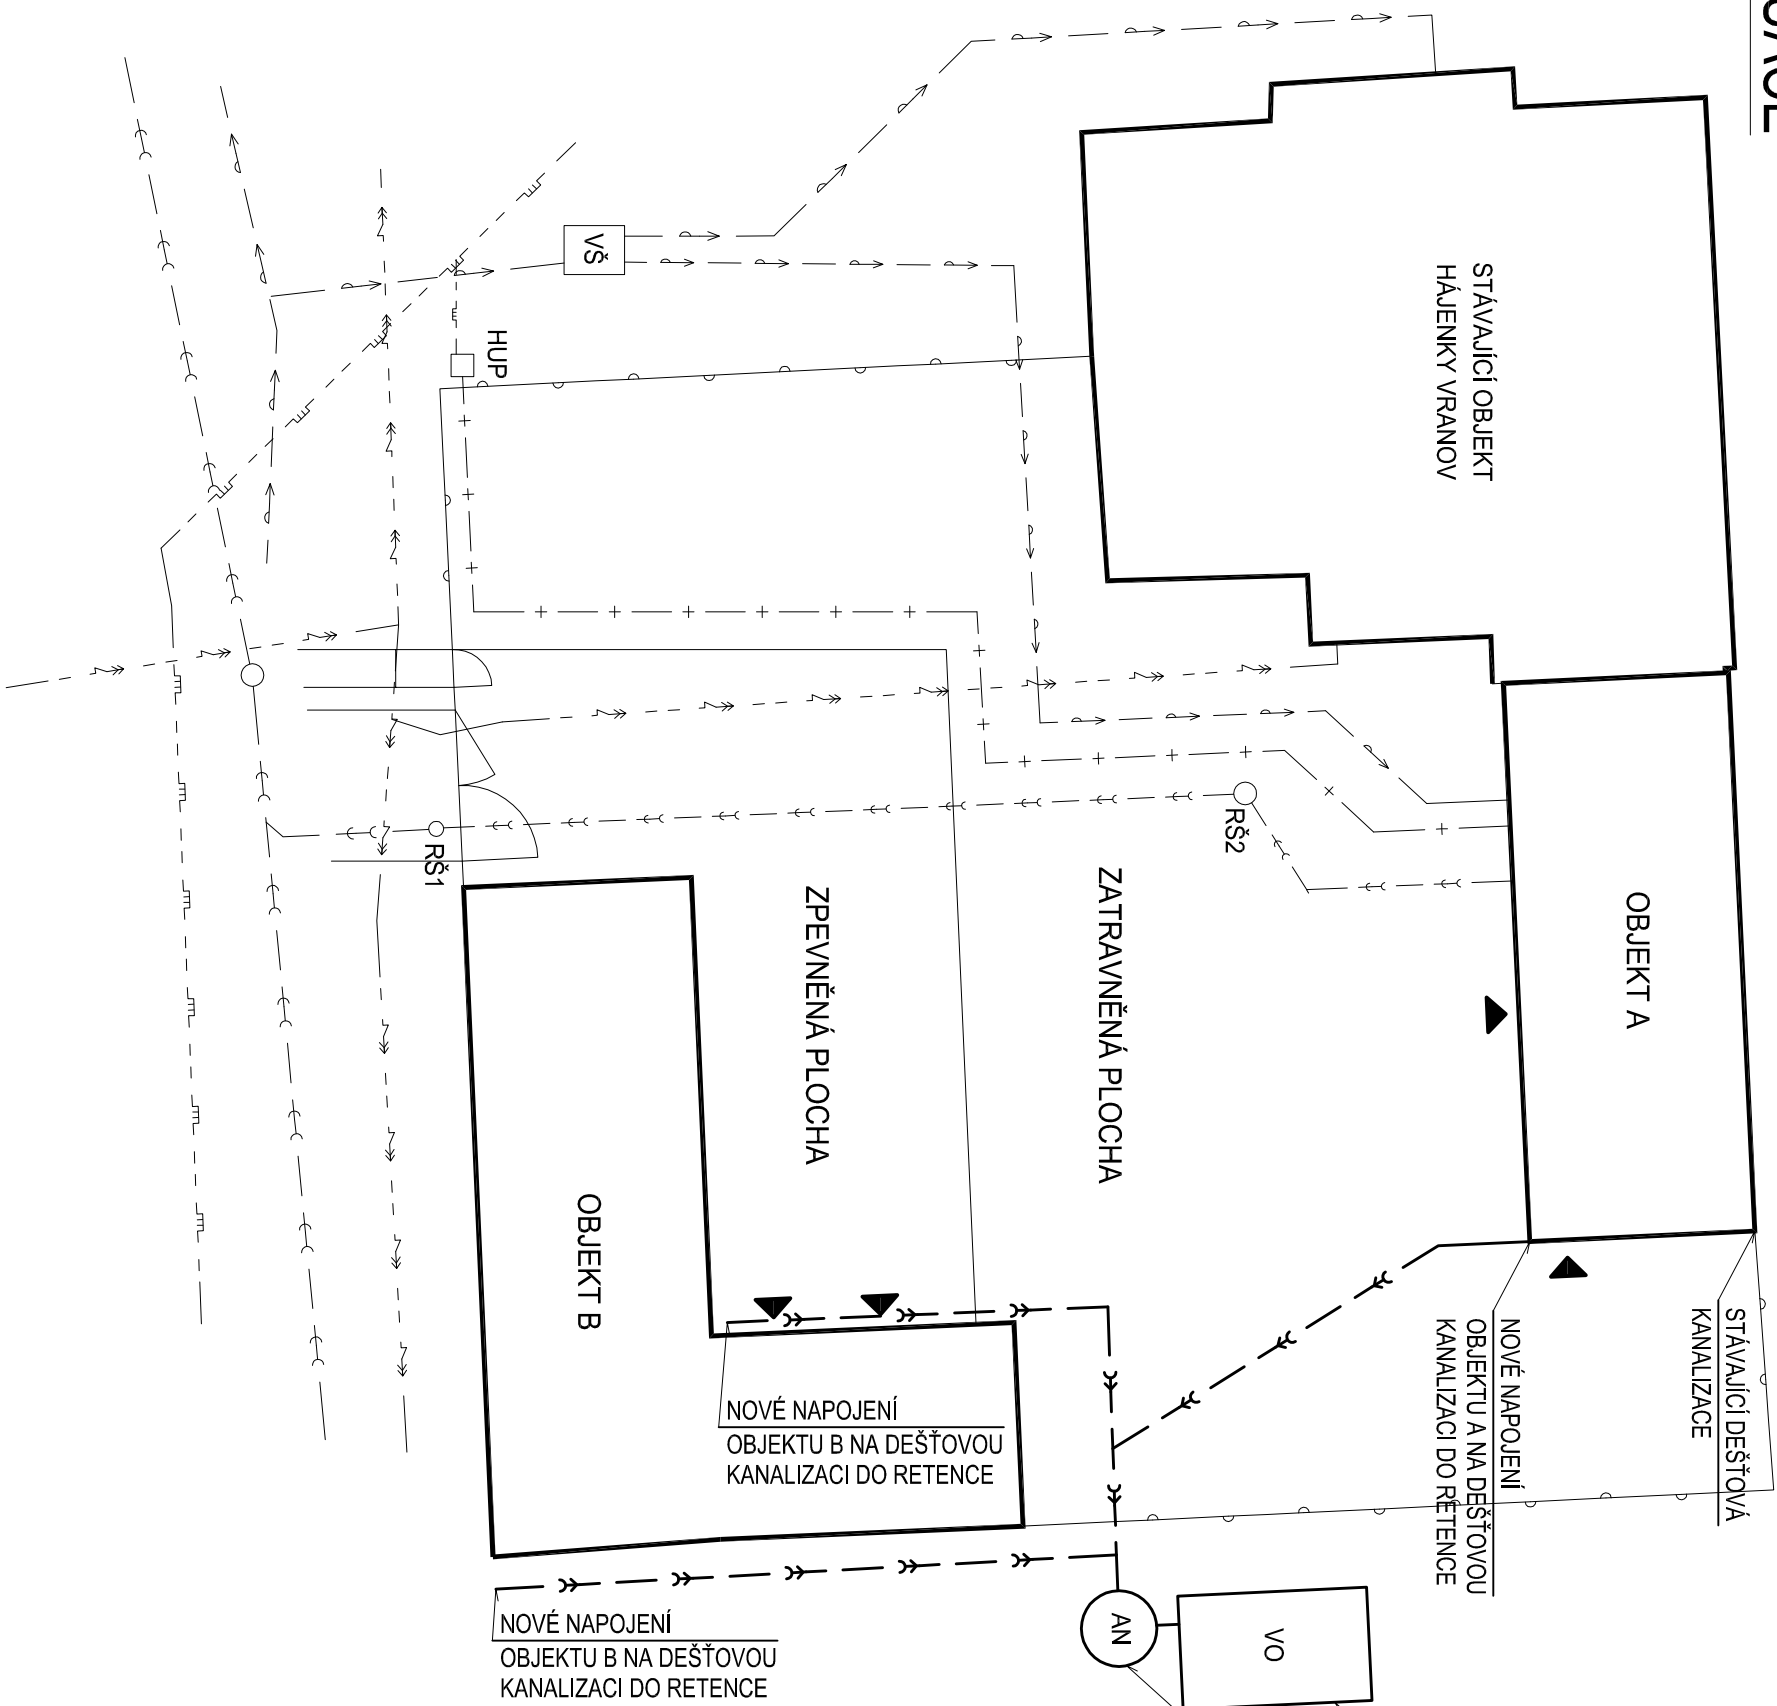 STÁVAJÍCÍ OBJEKT
HÁJENKY VRANOV
VŠ
HUP
RŠ1
RŠ2
OBJEKT A
ZATRAVNĚNÁ PLOCHA
ZPEVNĚNÁ PLOCHA
OBJEKT B
STÁVAJÍCÍ DEŠŤOVÁ
KANALIZACE
NOVÉ NAPOJENÍ
OBJEKTU A NA DEŠŤOVOU
KANALIZACI DO RETENCE
NOVÉ NAPOJENÍ
OBJEKTU B NA DEŠŤOVOU
KANALIZACI DO RETENCE
NOVÉ NAPOJENÍ
OBJEKTU B NA DEŠŤOVOU
KANALIZACI DO RETENCE
AN
VO